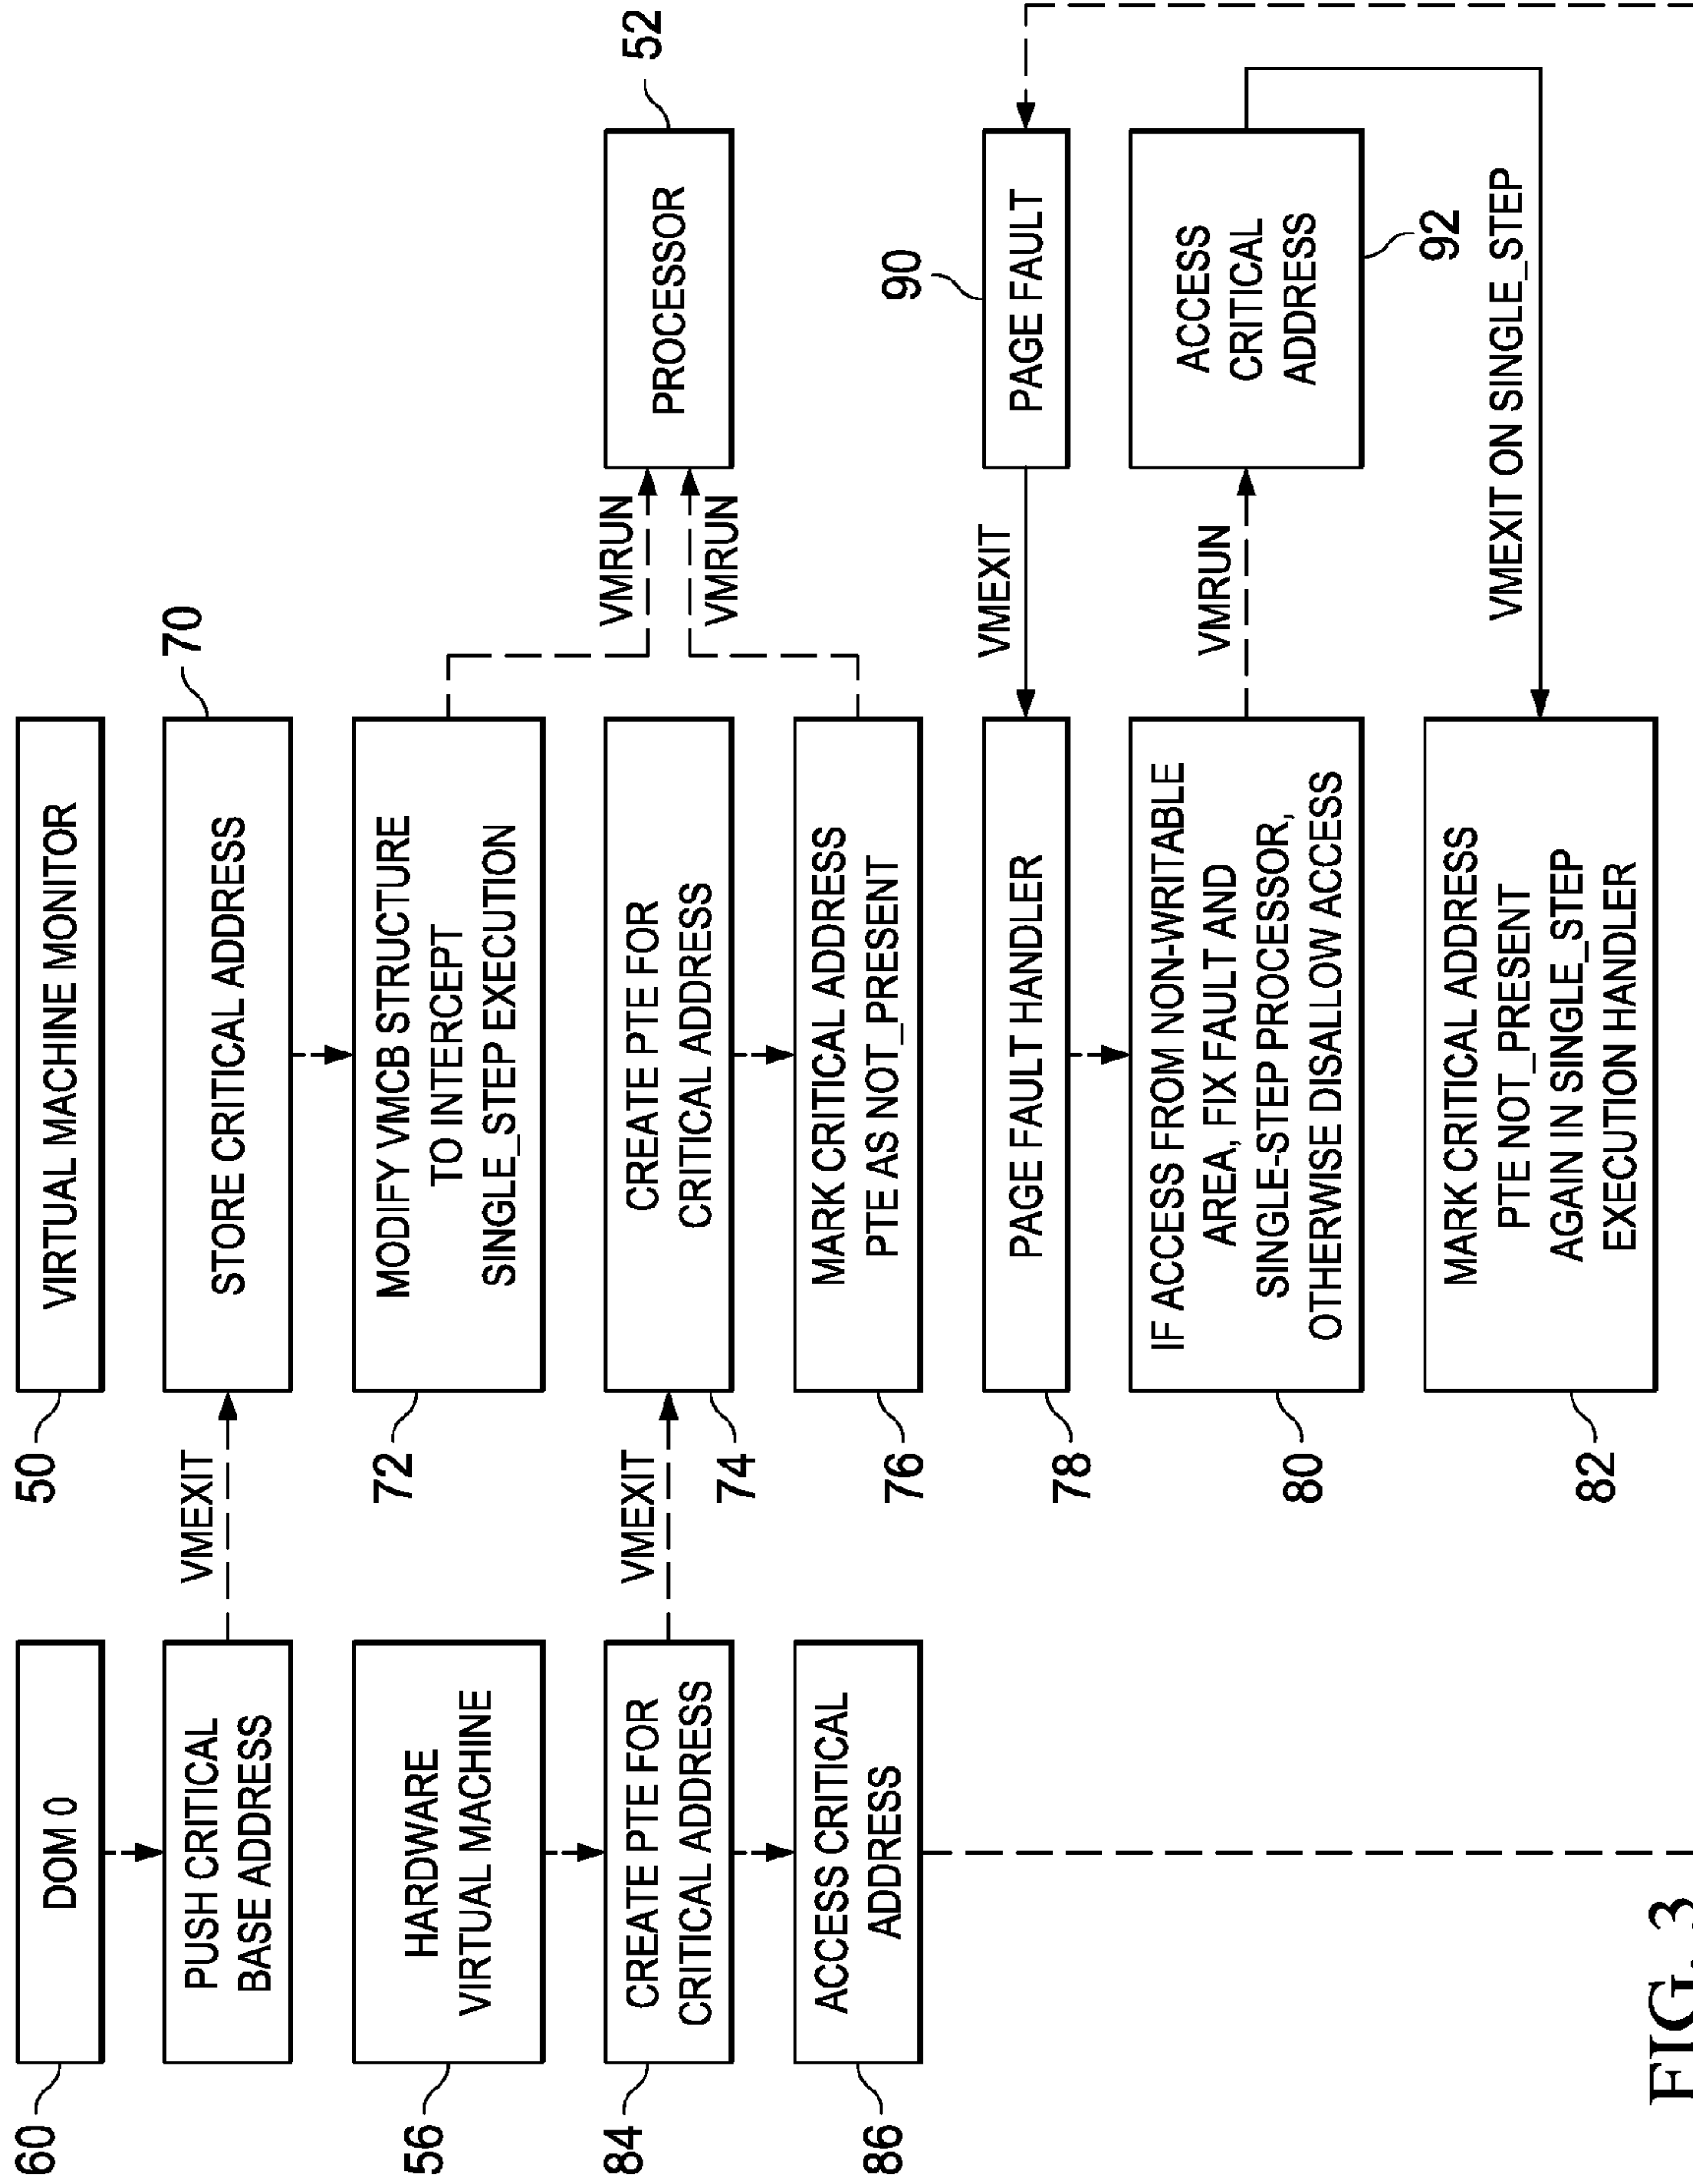 60
DOM 0
PUSH CRITICAL
BASE ADDRESS
VMEXIT
56
HARDWARE
VIRTUAL MACHINE
84
CREATE PTE FOR
CRITICAL ADDRESS
VMEXIT
86
ACCESS CRITICAL
ADDRESS
50
VIRTUAL MACHINE MONITOR
70
STORE CRITICAL ADDRESS
72
MODIFY VMCB STRUCTURE
TO INTERCEPT
SINGLE_STEP EXECUTION
VMRUN
74
CREATE PTE FOR
CRITICAL ADDRESS
76
MARK CRITICAL ADDRESS
PTE AS NOT_PRESENT
VMRUN
52
PROCESSOR
78
PAGE FAULT HANDLER
VMEXIT
90
PAGE FAULT
80
IF ACCESS FROM NON-WRITABLE
AREA, FIX FAULT AND
SINGLE-STEP PROCESSOR,
OTHERWISE DISALLOW ACCESS
VMRUN
ACCESS
CRITICAL
ADDRESS
92
VMEXIT ON SINGLE_STEP
82
MARK CRITICAL ADDRESS
PTE NOT_PRESENT
AGAIN IN SINGLE_STEP
EXECUTION HANDLER
FIG. 3